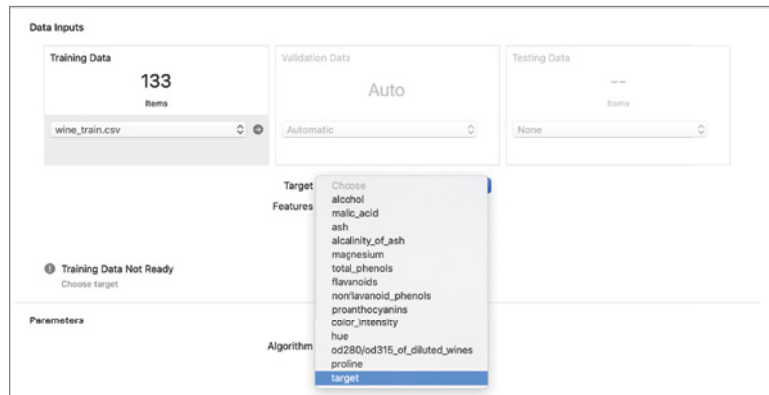 Data Inputs
Training Data
133
Items
wine_train.csv
Validation Data
Auto
Automatic
Testing Data
--
Items
None
Target
Choose
alcohol
malic_acid
ash
alcalinity_of_ash
magnesium
total_phenols
flavanoids
nonflavanoid_phenols
proanthocyanins
color_intensity
hue
od280/od315_of_diluted_wines
proline
target
Features
Training Data Not Ready
Choose target
Parameters
Algorithm